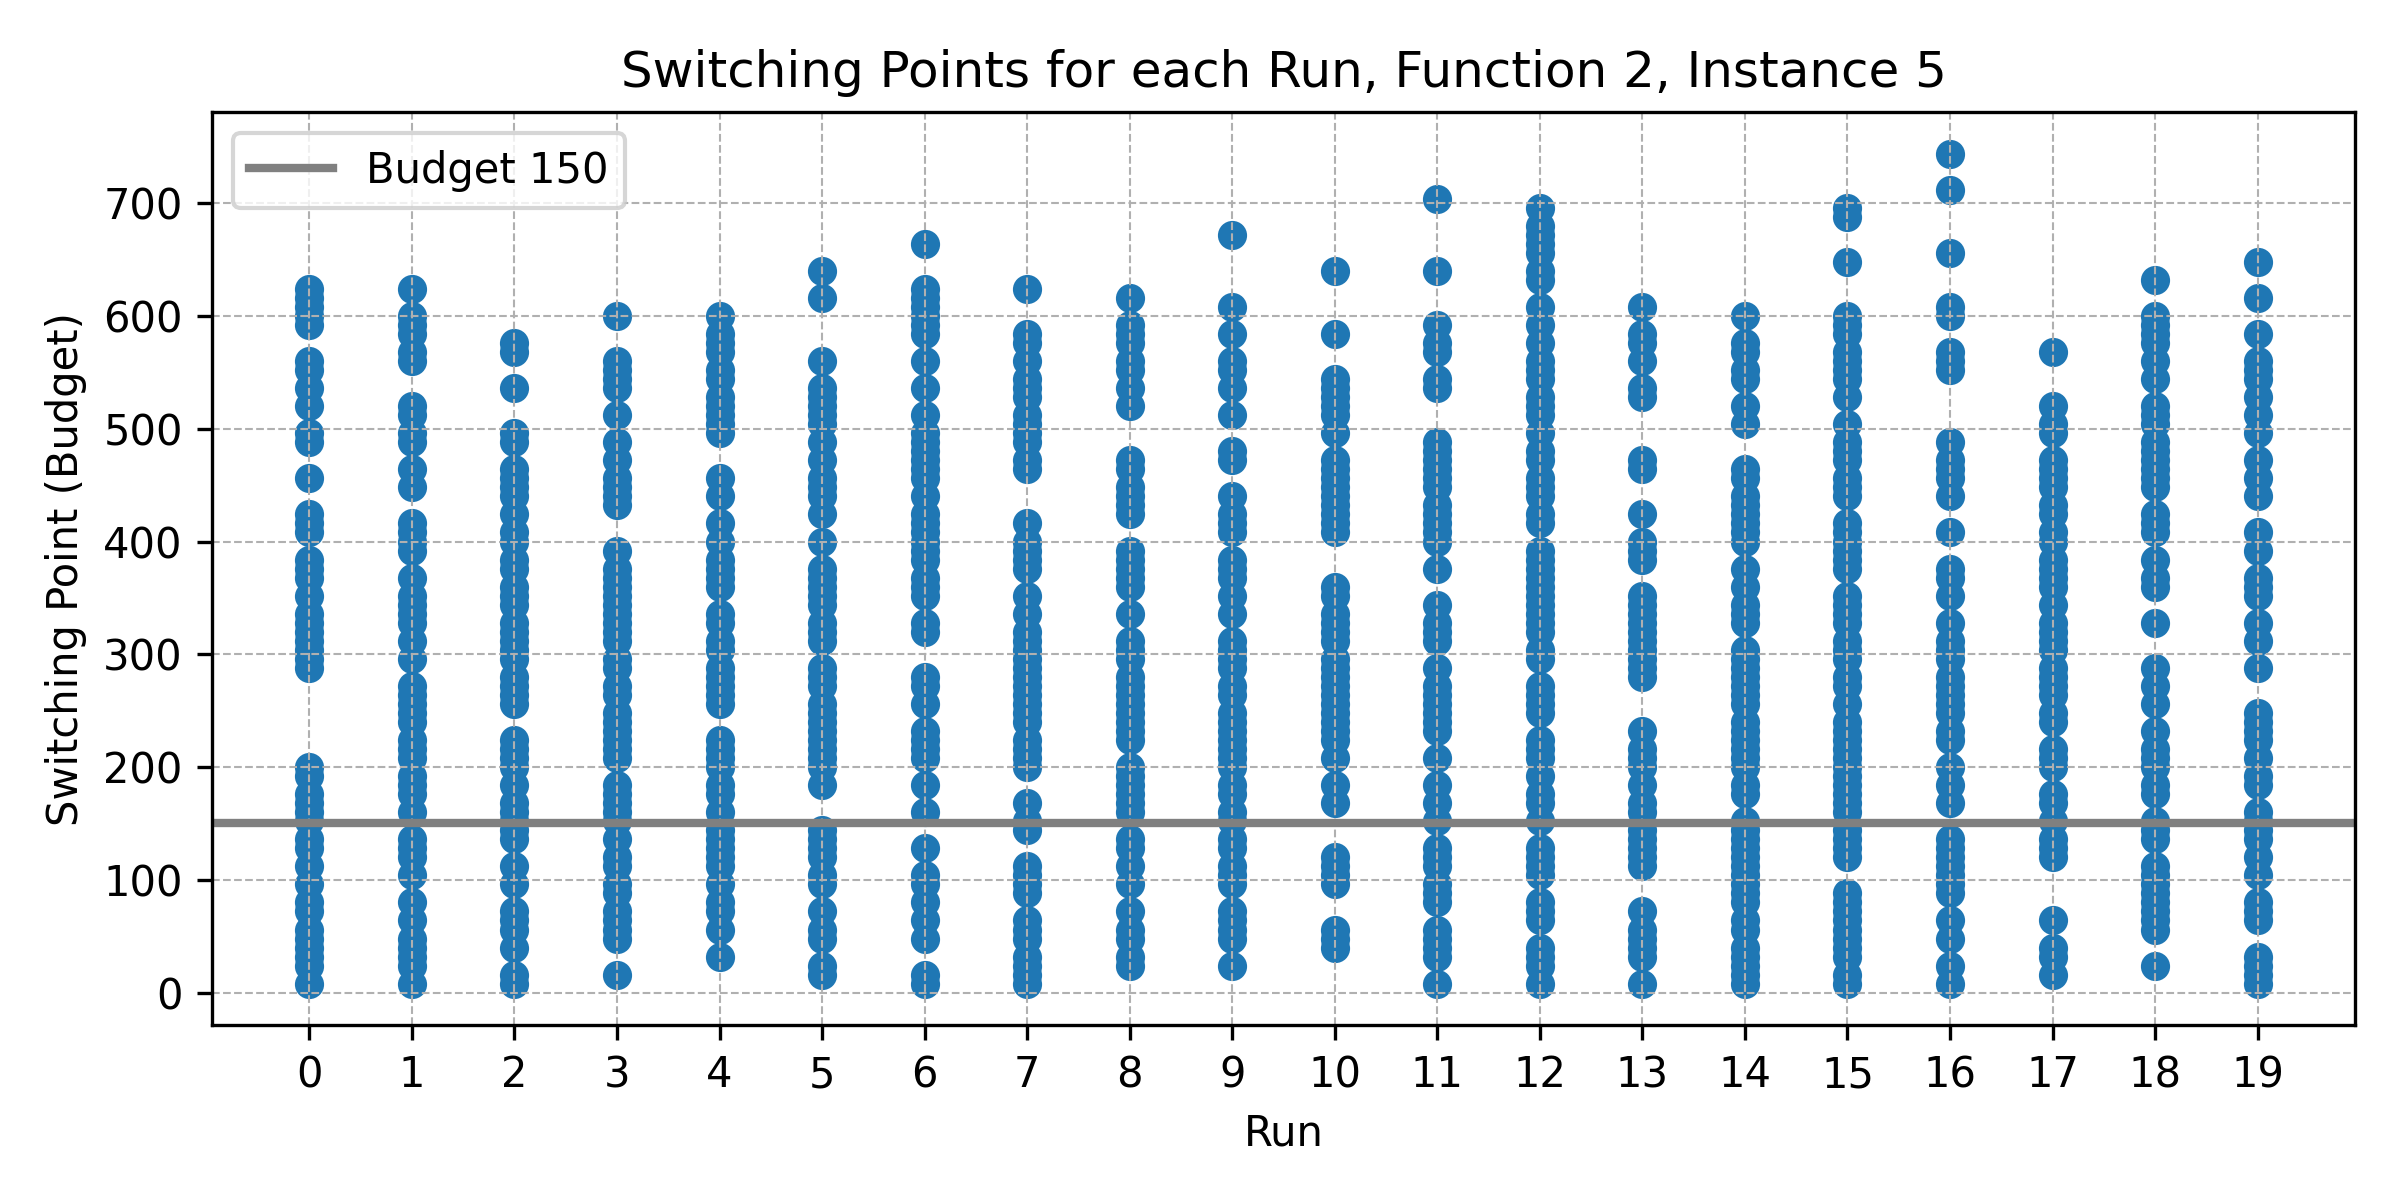 Switching Points for each Run, Function 2, Instance 5
Budget 150
Switching Point (Budget)
700
600
500
400
300
200
100
0
0 1 2 3 4 5 6 7 8 9 10 11 12 13 14 15 16 17 18 19
Run